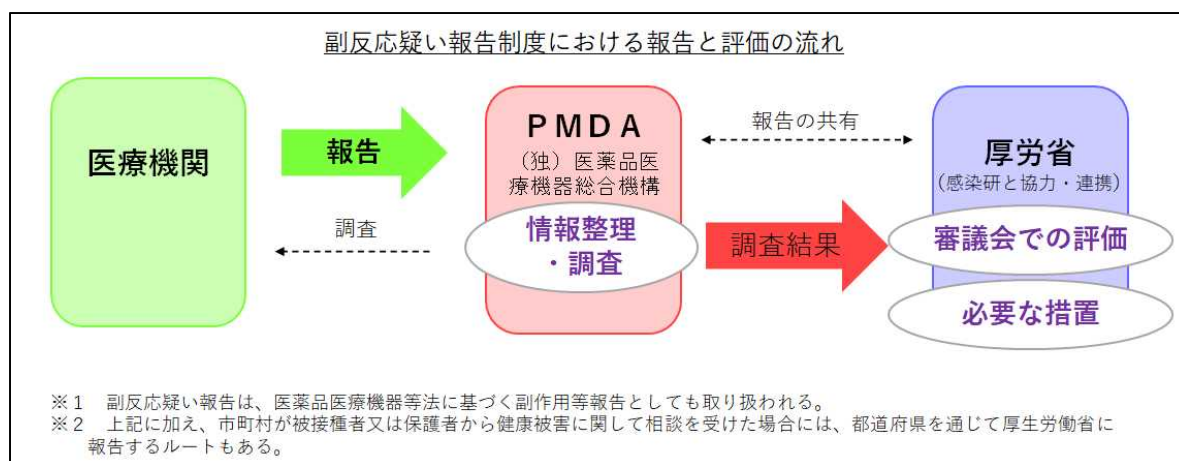 副反応疑い報告制度における報告と評価の流れ
医療機関
報告
調査
PMDA
（独）医薬品医
療機器総合機構
情報整理
・調査
報告の共有
調査結果
厚労省
(感染研と協力・連携)
審議会での評価
必要な措置
※１　副反応疑い報告は、医薬品医療機器等法に基づく副作用等報告としても取り扱われる。
※２　上記に加え、市町村が被接種者又は保護者から健康被害に関して相談を受けた場合には、都道府県を通じて厚生労働省に
報告するルートもある。